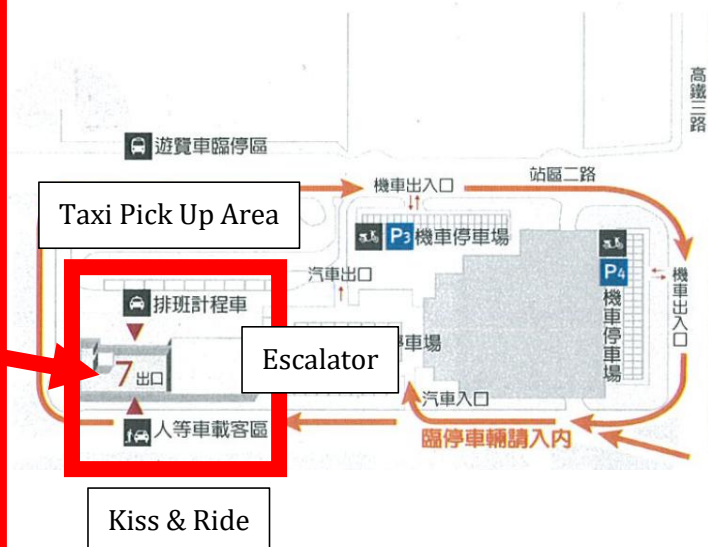 高鐵三路
遊覽車臨停區
站區二路
機車出入口
Taxi Pick Up Area
P3 機車停車場
P4
機車停車場
機車出入口
汽車出口
排班計程車
Escalator
車場
7 出口
汽車入口
人等車載客區
臨停車輛請入內
Kiss & Ride